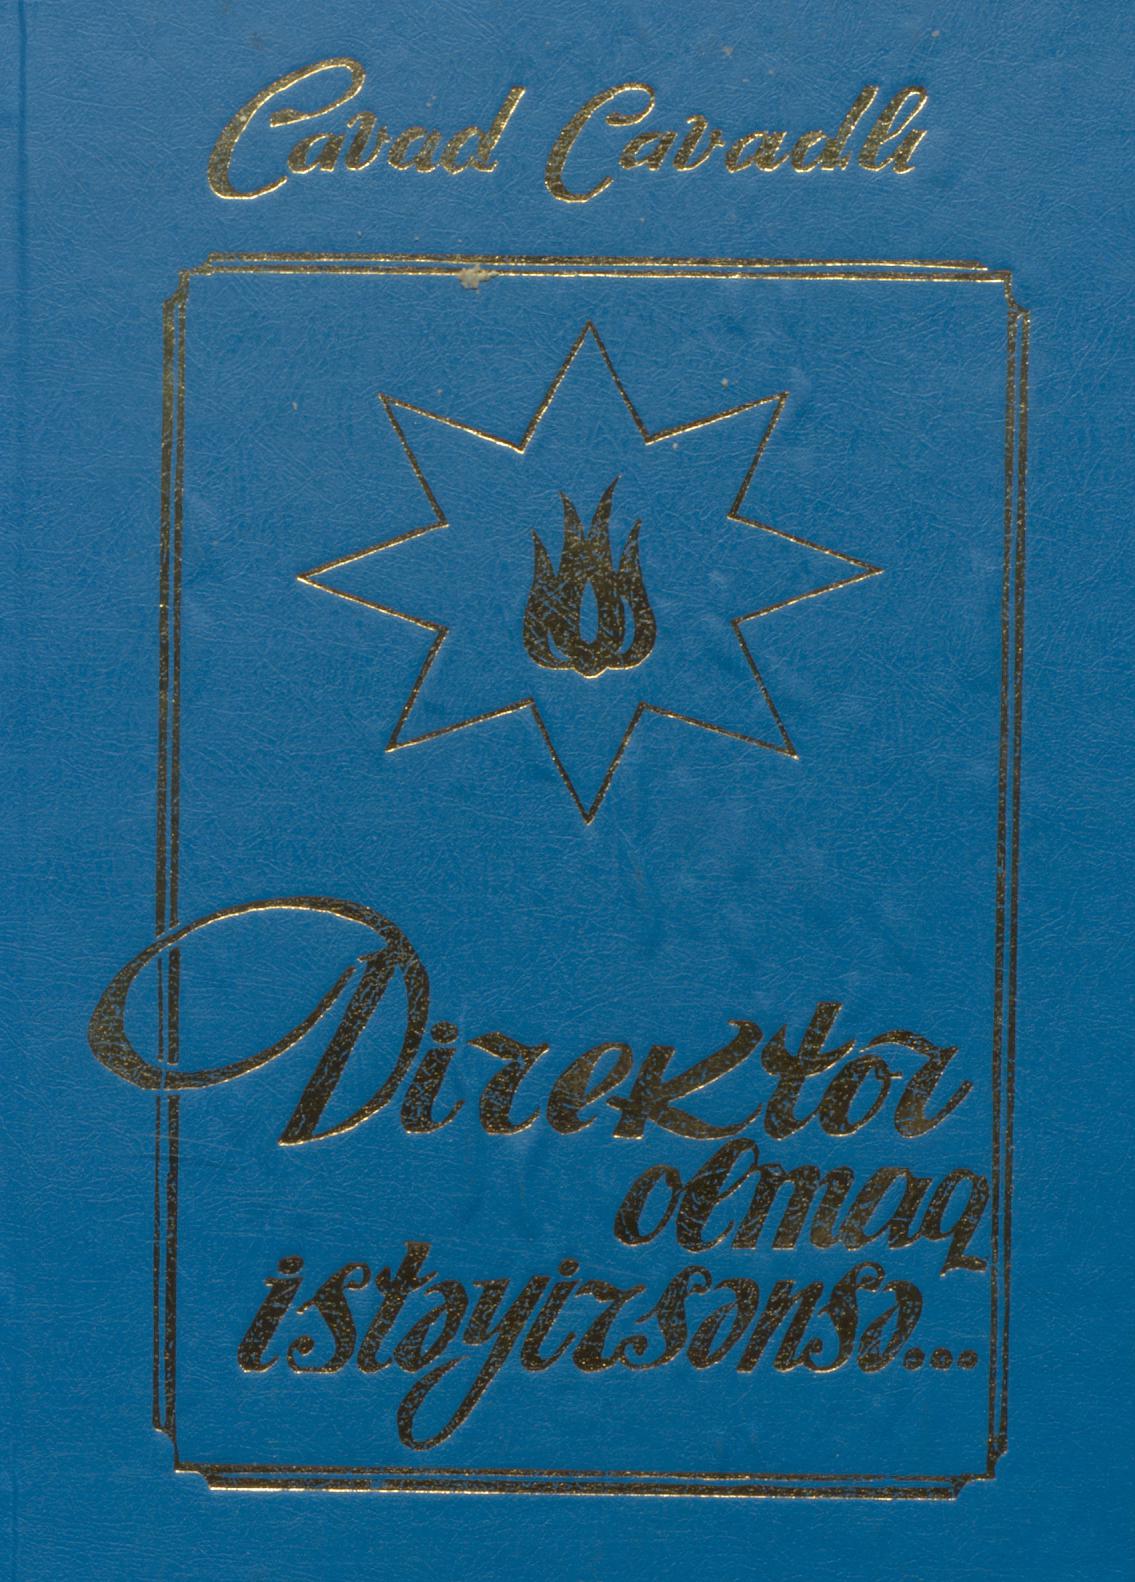 Cavad Cavadlı
Direktor
olmaq
istəyirsənsə...